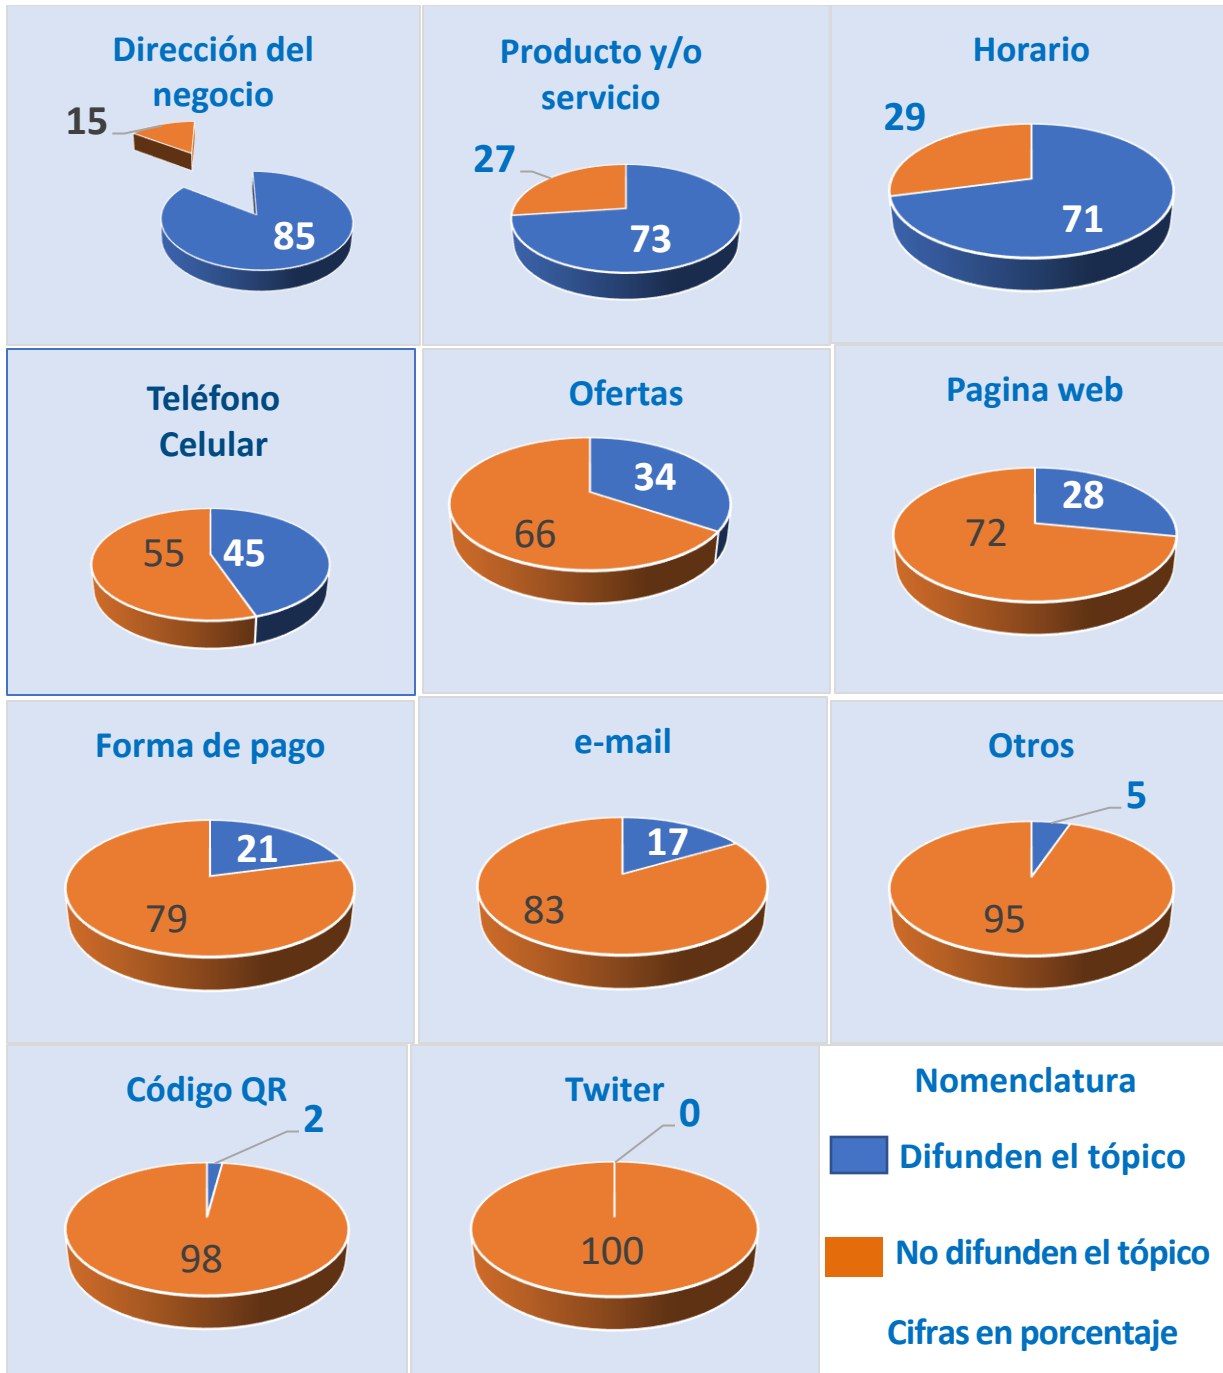 Dirección del
negocio
15
85
Producto y/o
servicio
27
73
Horario
29
71
Teléfono
Celular
55
45
Ofertas
34
66
Pagina web
28
72
Forma de pago
21
79
e-mail
17
83
Otros
5
95
Código QR
2
98
Twiter
0
100
Nomenclatura
Difunden el tópico
No difunden el tópico
Cifras en porcentaje